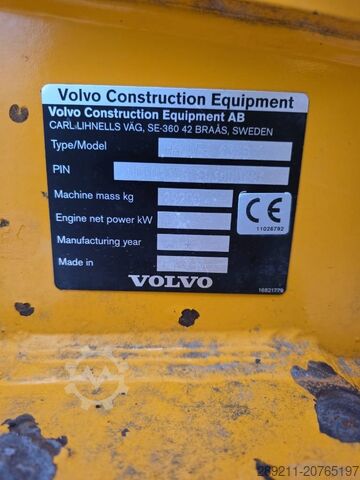 Volvo Construction Equipment
Volvo Construction Equipment AB
CARL LIHNELLS VÄG, SE-360 42 BRAÅS, SWEDEN
Type/Model
PIN
Machine mass kg
Engine net power kW
Manufacturing year
Made in
CE
11026792
VOLVO
16821779
289211-20765197